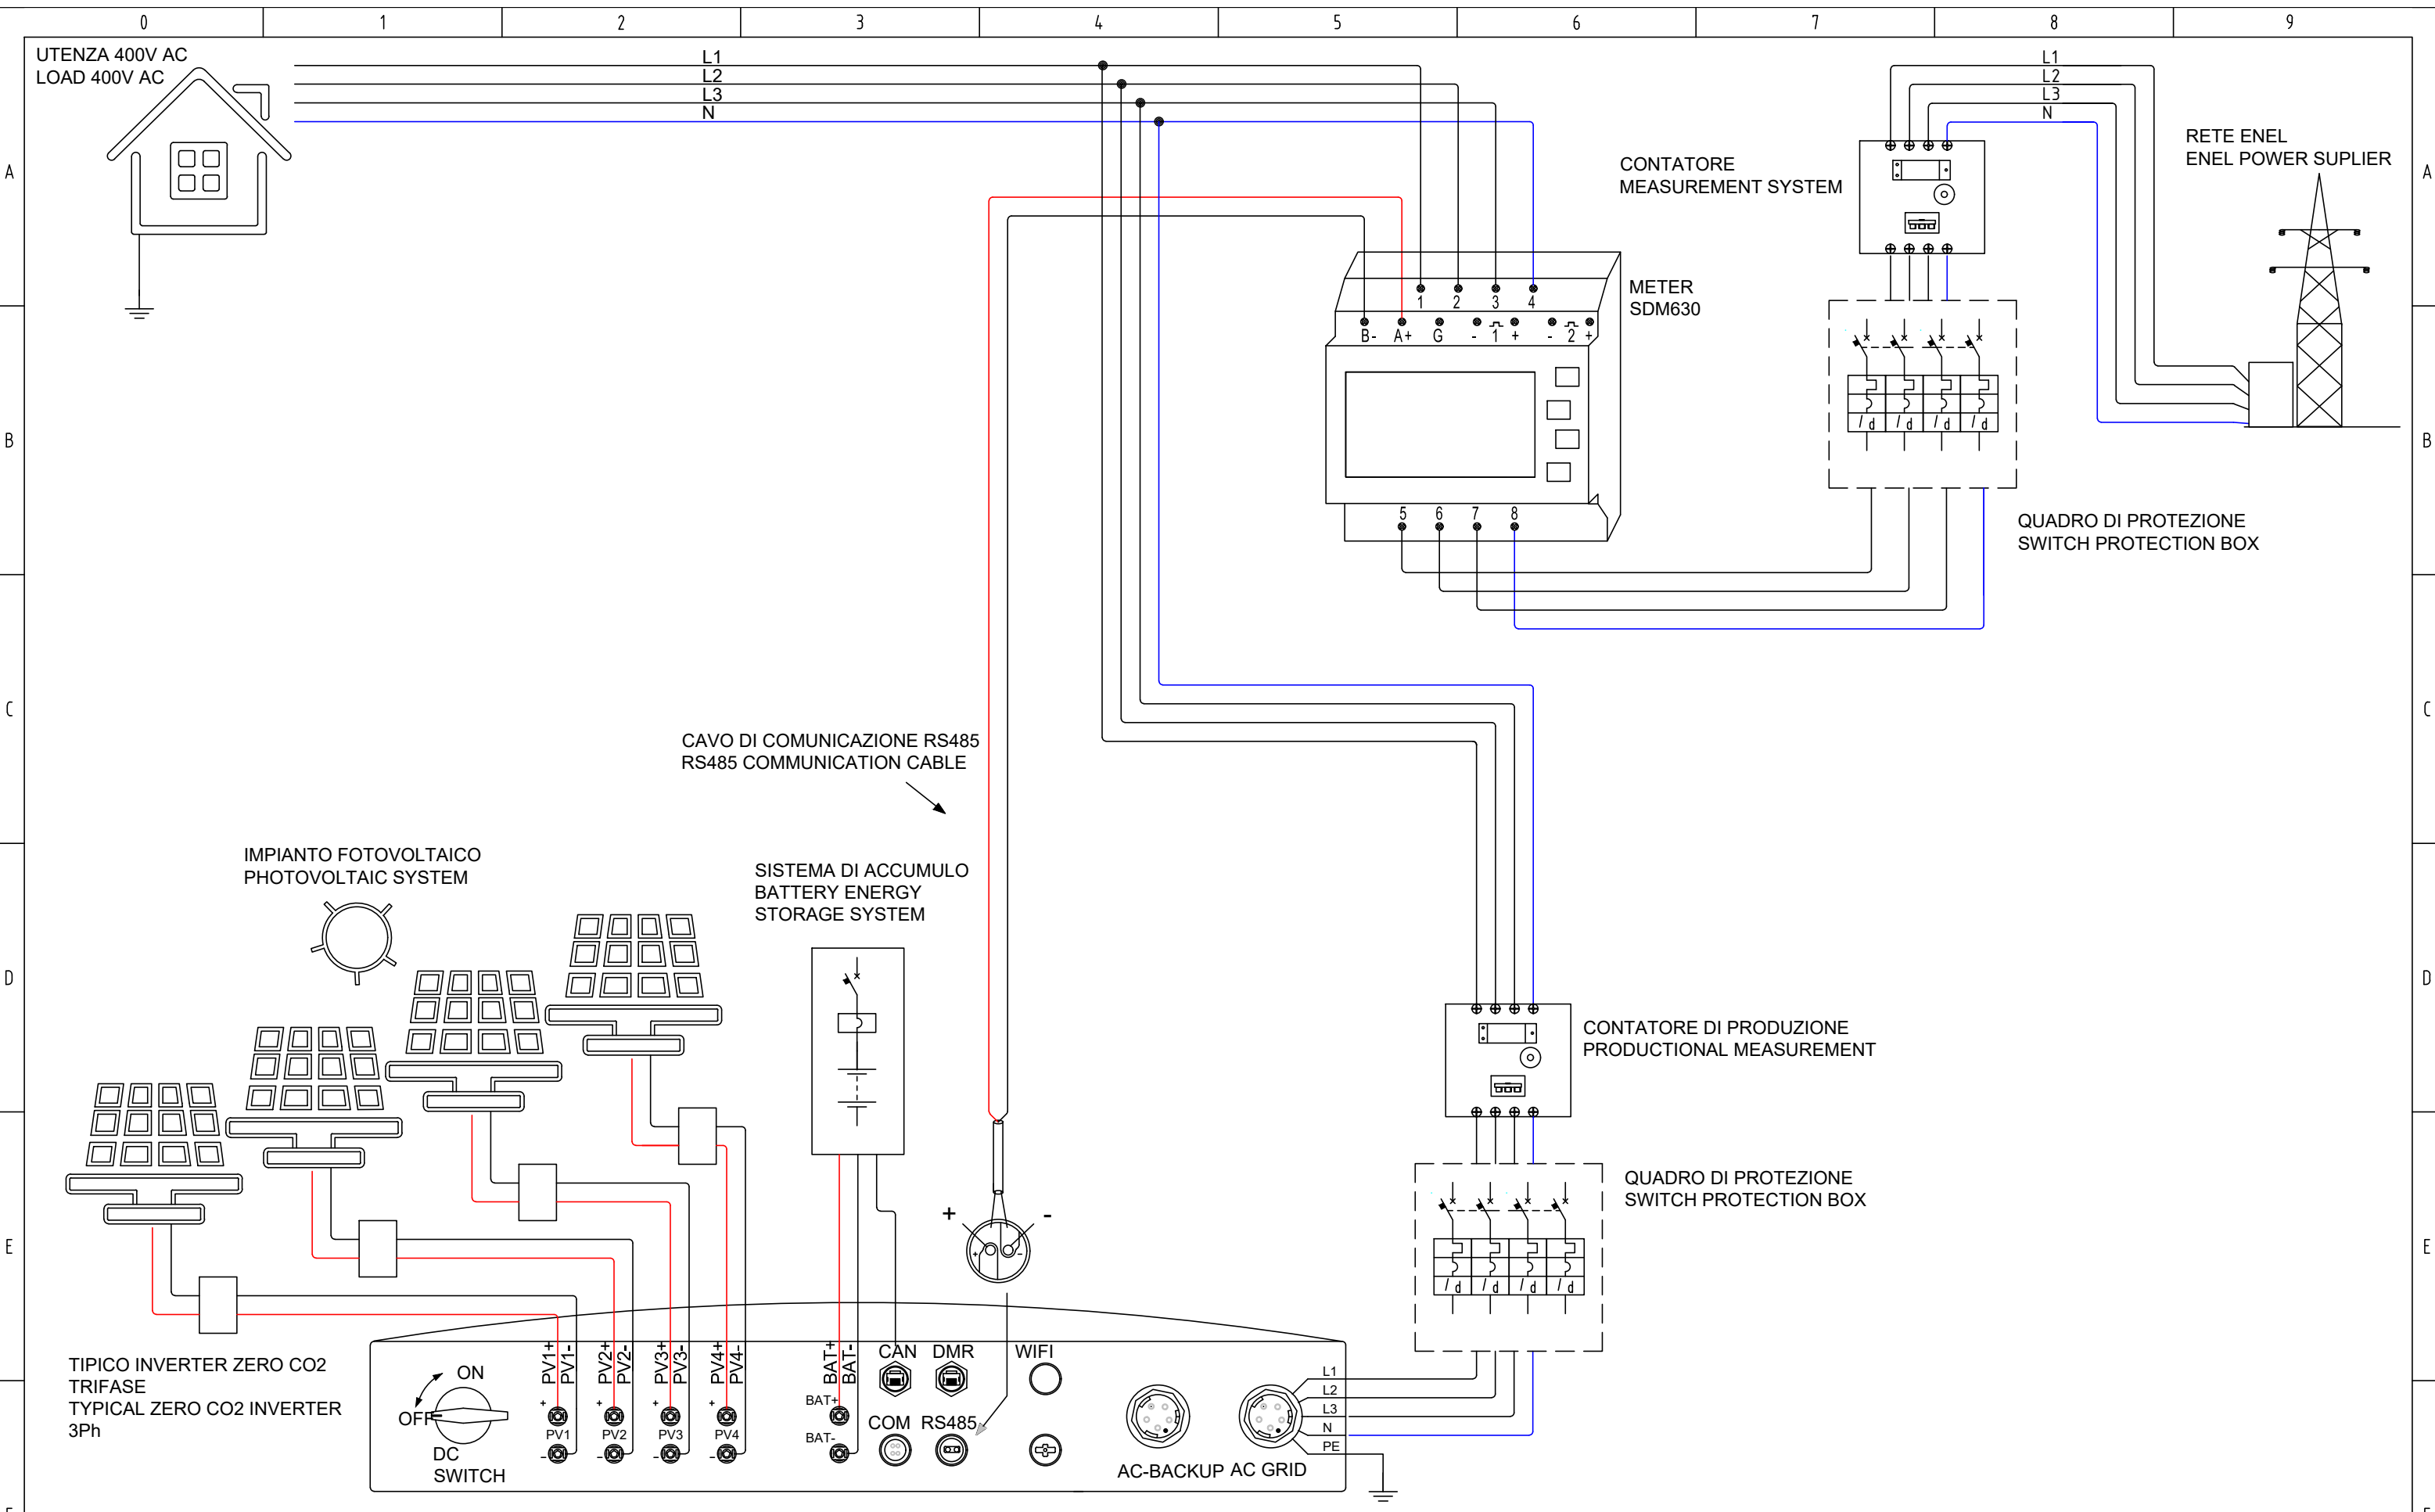 0 1 2 3 4 5 6 7 8 9
UTENZA 400V AC
LOAD 400V AC
L1
L2
L3
N
L1
L2
L3
N
A
A
RETE ENEL
ENEL POWER SUPLIER
CONTATORE
MEASUREMENT SYSTEM
METER
SDM630
1 2 3 4
B- A+ G - 1 + - 2 +
5 6 7 8
I d I d I d I d
B
B
QUADRO DI PROTEZIONE
SWITCH PROTECTION BOX
C
C
CAVO DI COMUNICAZIONE RS485
RS485 COMMUNICATION CABLE
IMPIANTO FOTOVOLTAICO
PHOTOVOLTAIC SYSTEM
SISTEMA DI ACCUMULO
BATTERY ENERGY
STORAGE SYSTEM
D
D
CONTATORE DI PRODUZIONE
PRODUCTIONAL MEASUREMENT
QUADRO DI PROTEZIONE
SWITCH PROTECTION BOX
+ -
+ -
E
E
I d I d I d I d
TIPICO INVERTER ZERO CO2
TRIFASE
TYPICAL ZERO CO2 INVERTER
3Ph
ON
OFF
DC
SWITCH
PV1+
PV1-
PV2+
PV2-
PV3+
PV3-
PV4+
PV4-
BAT+
BAT-
+ + + +
PV1 PV2 PV3 PV4
- - - -
BAT+
BAT-
CAN DMR WIFI
COM RS485
AC-BACKUP AC GRID
L1
L2
L3
N
PE